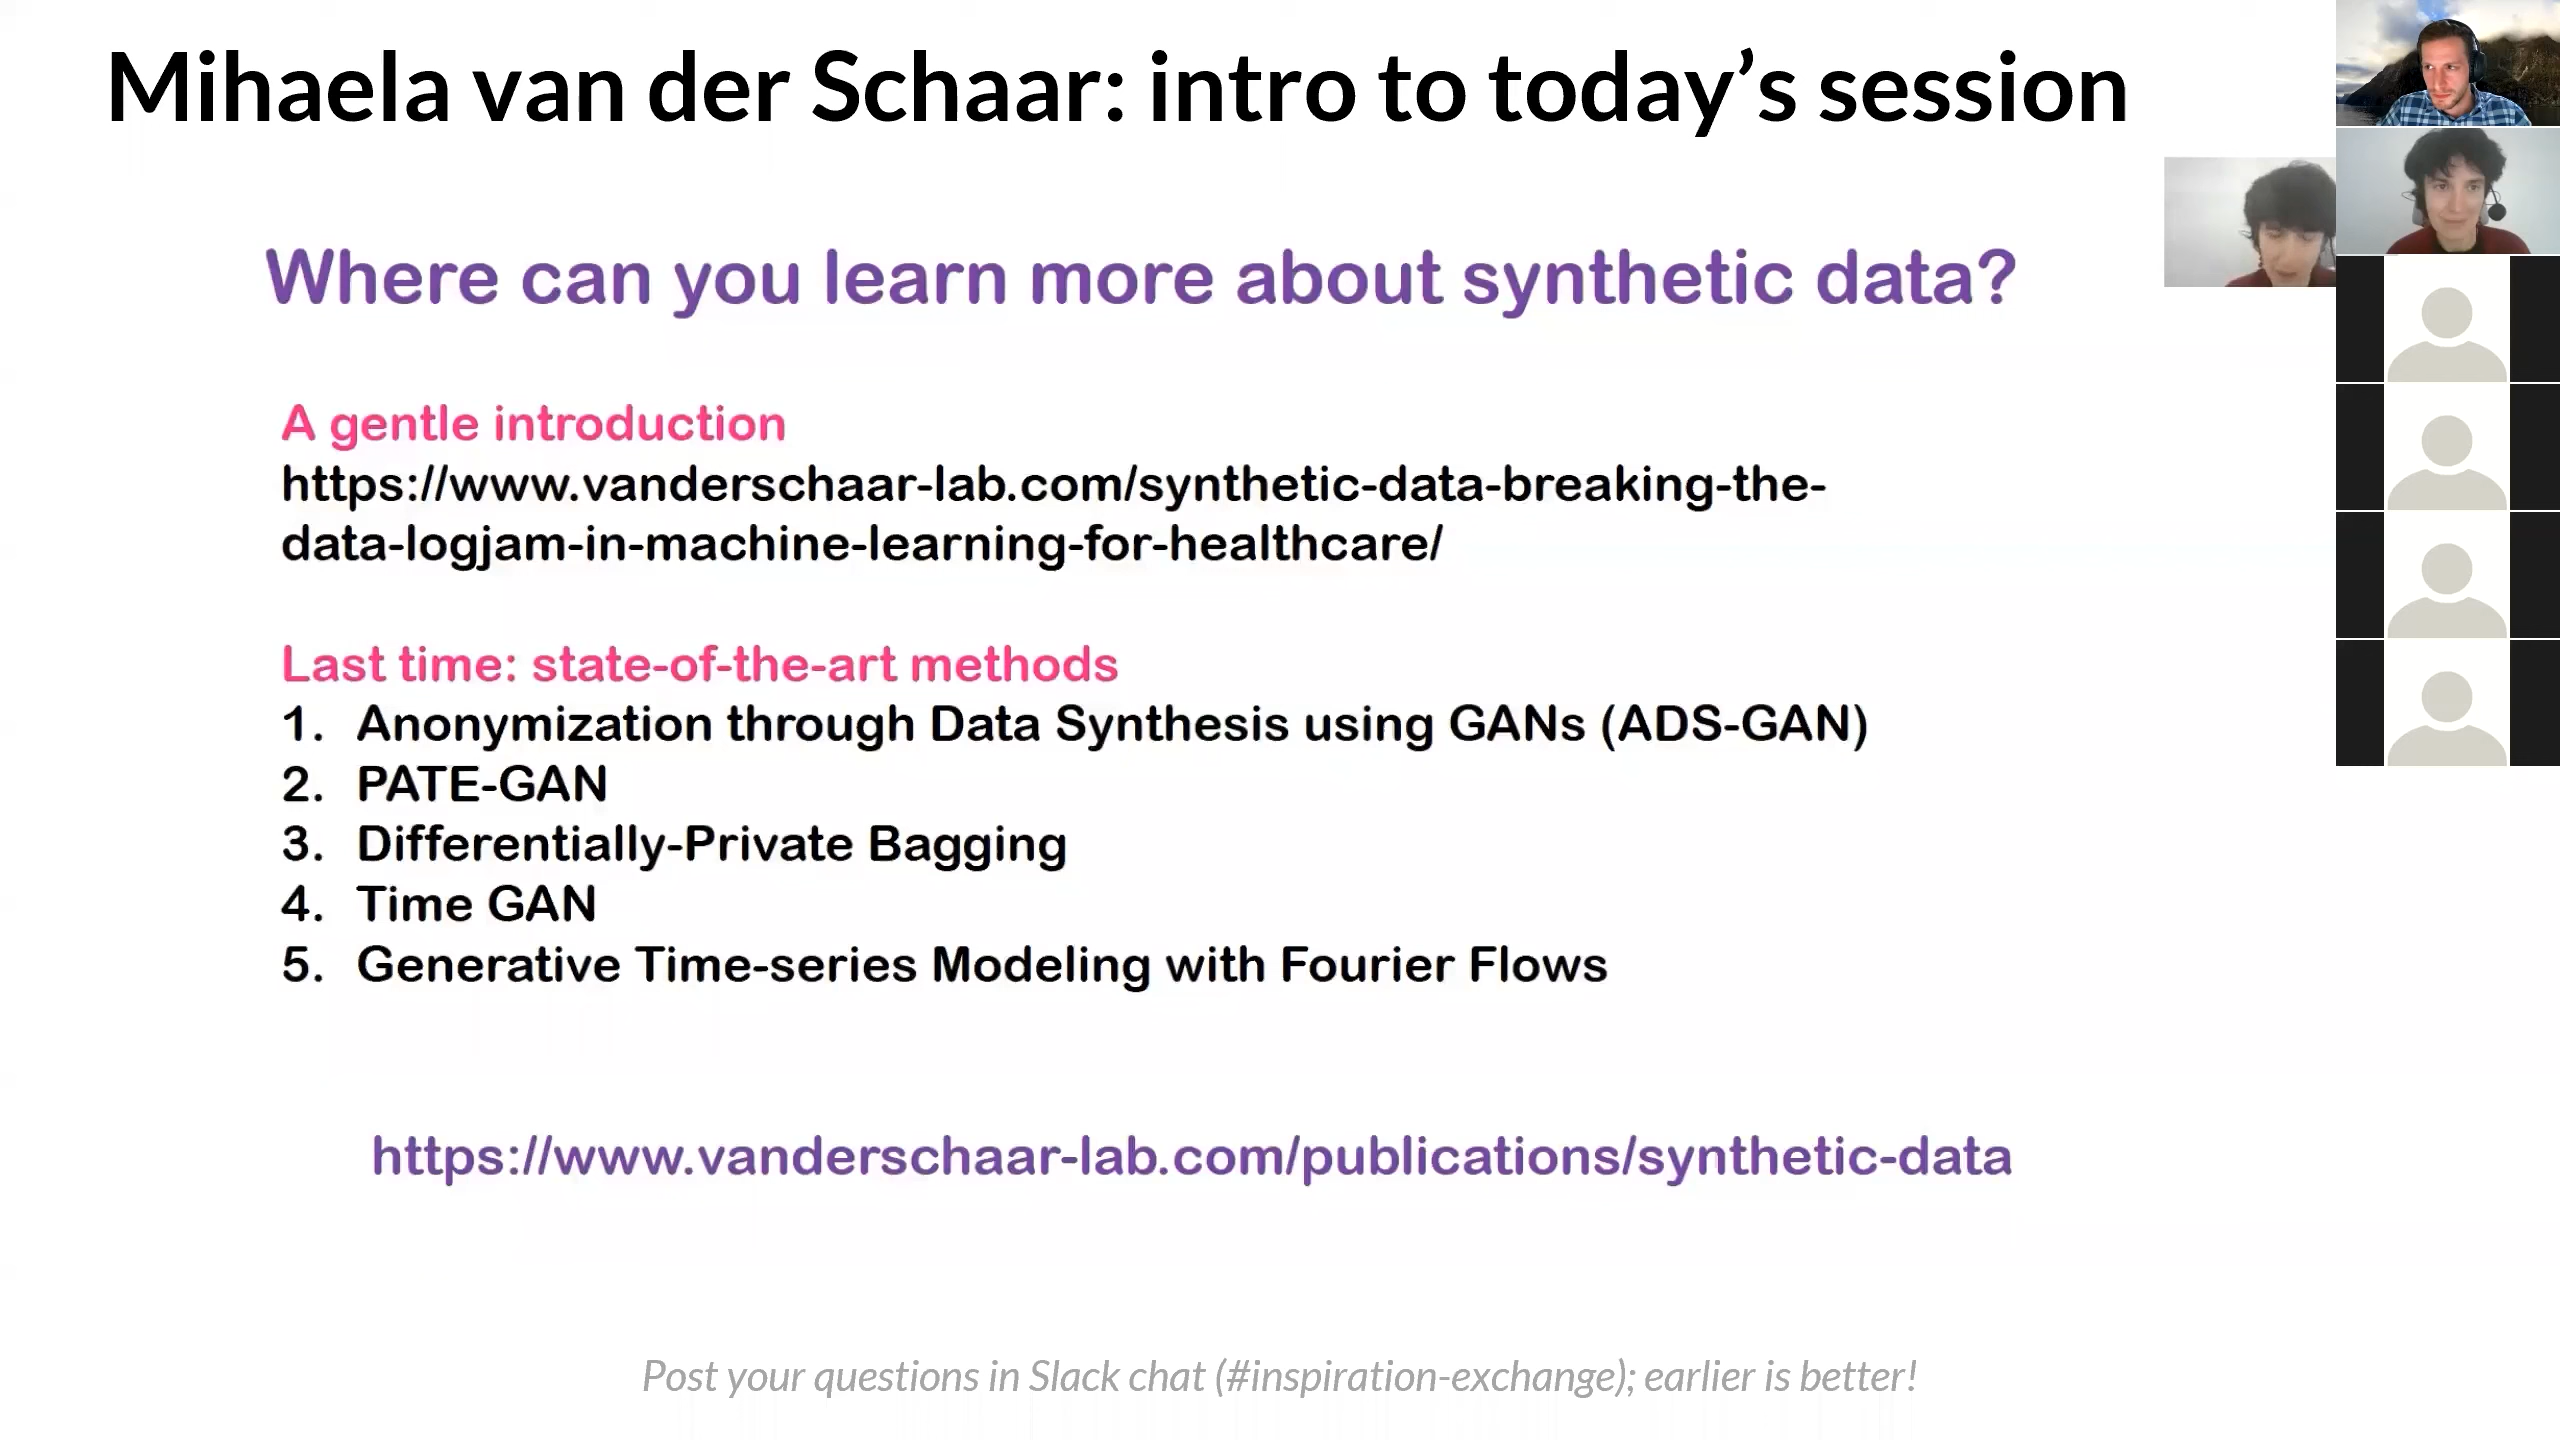 Mihaela van der Schaar: intro to today’s session
Where can you learn more about synthetic data?
A gentle introduction
https://www.vanderschaar-lab.com/synthetic-data-breaking-the-
data-logjam-in-machine-learning-for-healthcare/
Last time: state-of-the-art methods
1. Anonymization through Data Synthesis using GANs (ADS-GAN)
2. PATE-GAN
3. Differentially-Private Bagging
4. Time GAN
5. Generative Time-series Modeling with Fourier Flows
https://www.vanderschaar-lab.com/publications/synthetic-data
Post your questions in Slack chat (#inspiration-exchange); earlier is better!